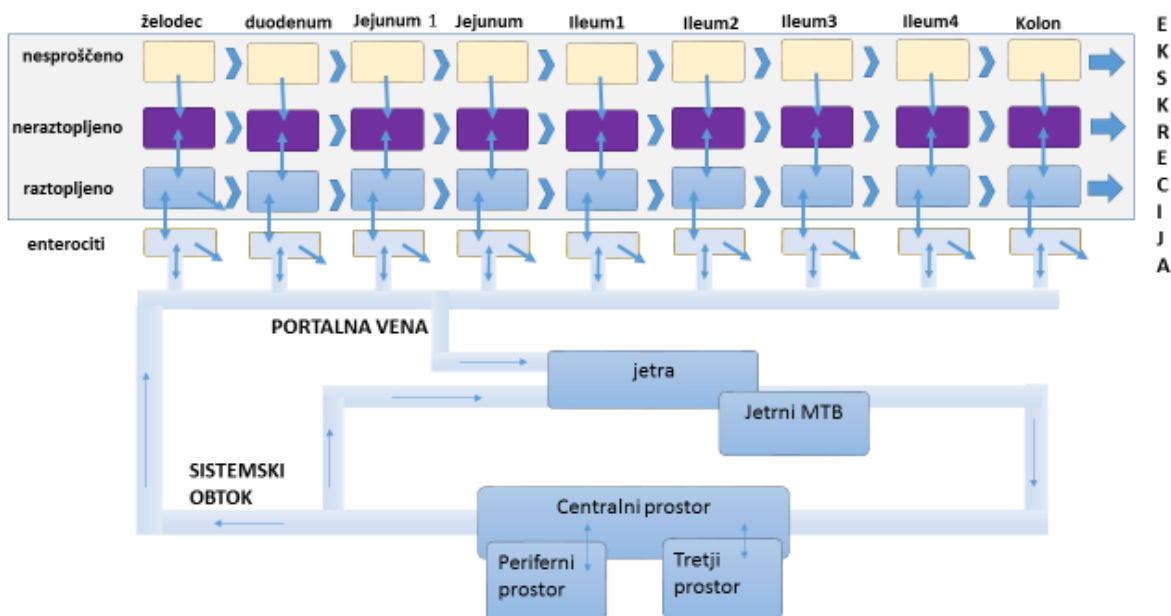 želodec duodenum Jejunum 1 Jejunum Ileum1 Ileum2 Ileum3 Ileum4 Kolon
nesproščeno
neraztopljeno
raztopljeno
enterociti
EKSKRECIJA
PORTALNA VENA
jetra
Jetrni MTB
SISTEMSKI
OBTOK
Centralni prostor
Periferni
prostor
Tretji
prostor